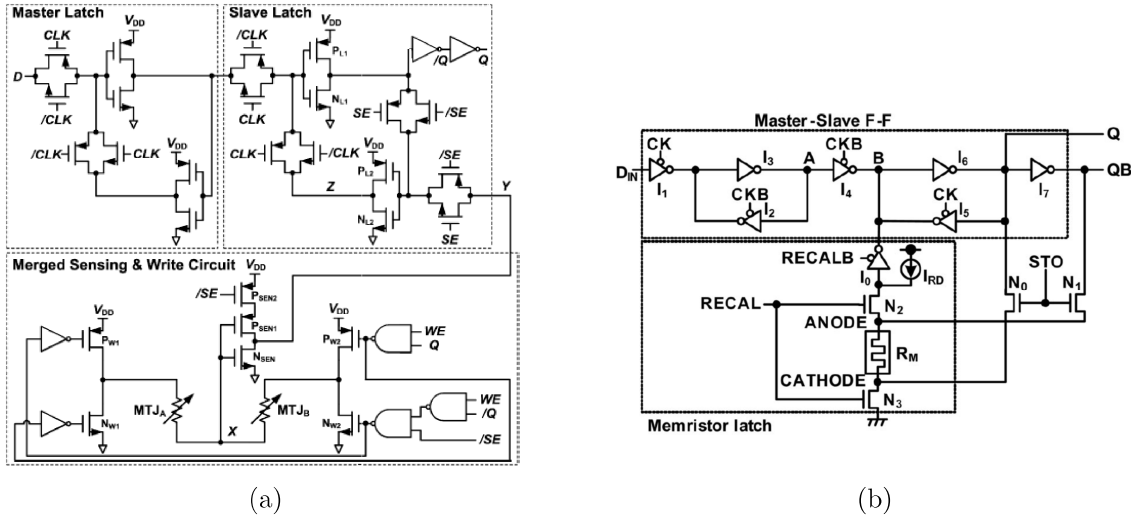 Master Latch
Slave Latch
CLK
V_DD
/CLK
V_DD
P_L1
/Q
Q
D
/CLK
CLK
N_L1
SE
/SE
/CLK
CLK
V_DD
CLK
/CLK
V_DD
/SE
P_L2
Z
Y
N_L2
SE
Merged Sensing & Write Circuit
V_DD
/SE
P_SEN2
V_DD
V_DD
P_W1
P_SEN1
P_W2
WE
Q
N_SEN
MTJ_A
MTJ_B
WE
/Q
N_W1
X
N_W2
/SE
(a)
Master-Slave F-F
Q
CK
CKB
D_IN
I_1
I_3
A
I_4
B
I_6
I_7
QB
CKB
I_2
CK
I_5
RECALB
I_0
I_RD
STO
N_0
N_1
RECAL
N_2
ANODE
R_M
CATHODE
N_3
Memristor latch
(b)